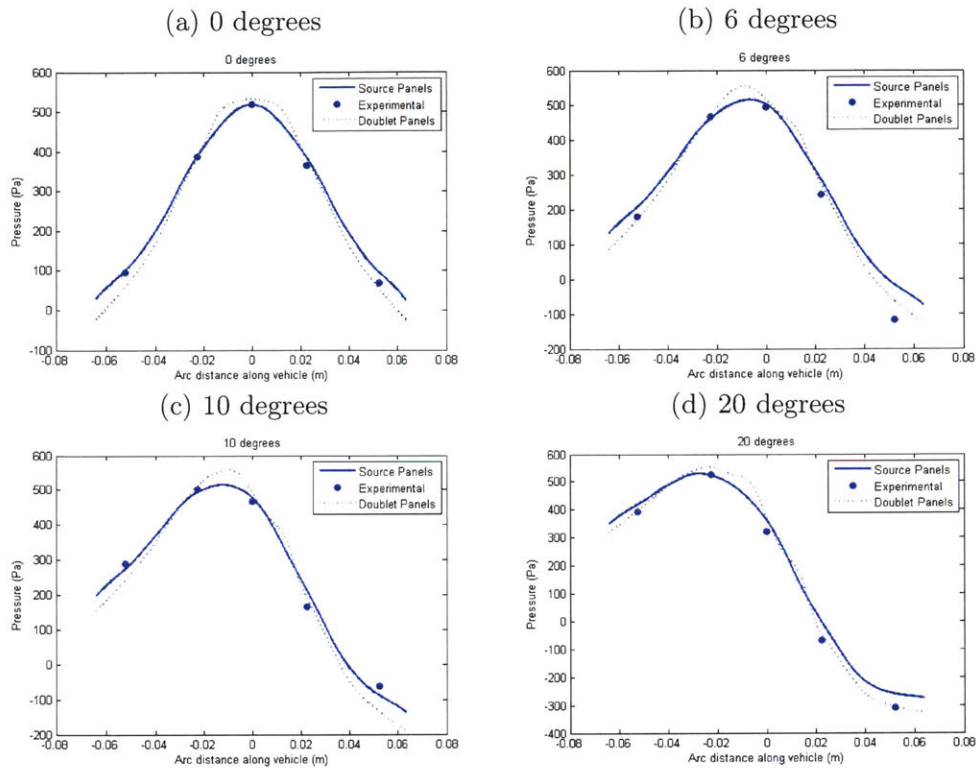 (a) 0 degrees
0 degrees
600
500
400
300
200
100
0
-100
Pressure (Pa)
Source Panels
Experimental
Doublet Panels
-0.08 -0.06 -0.04 -0.02 0 0.02 0.04 0.06 0.08
Arc distance along vehicle (m)
(b) 6 degrees
6 degrees
600
500
400
300
200
100
0
-100
-200
Pressure (Pa)
Source Panels
Experimental
Doublet Panels
-0.08 -0.06 -0.04 -0.02 0 0.02 0.04 0.06 0.08
Arc distance along vehicle (m)
(c) 10 degrees
10 degrees
600
500
400
300
200
100
0
-100
-200
Pressure (Pa)
Source Panels
Experimental
Doublet Panels
-0.08 -0.06 -0.04 -0.02 0 0.02 0.04 0.06 0.08
Arc distance along vehicle (m)
(d) 20 degrees
20 degrees
600
500
400
300
200
100
0
-100
-200
-300
-400
Pressure (Pa)
Source Panels
Experimental
Doublet Panels
-0.08 -0.06 -0.04 -0.02 0 0.02 0.04 0.06 0.08
Arc distance along vehicle (m)